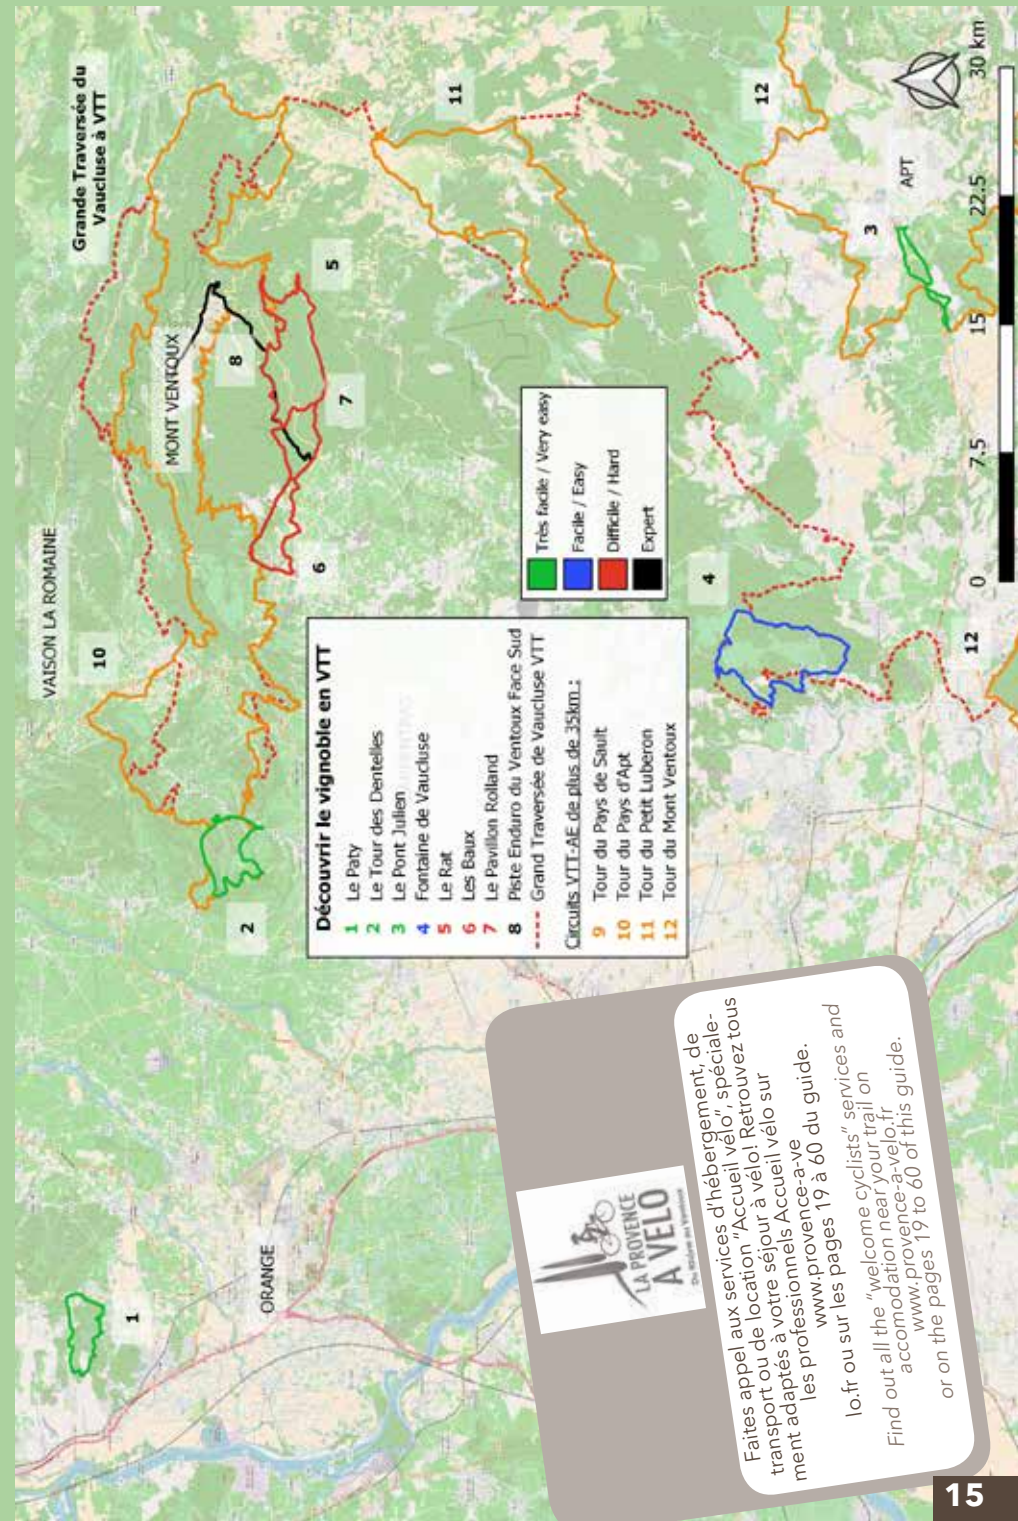 Grande Traversée du
Vaucluse à VTT
VAISON LA ROMAINE
MONT VENTOUX
ORANGE
APT
10
11
12
8
5
7
6
3
4
2
12
1
Découvrir le vignoble en VTT
1 Le Paty
2 Le Tour des Dentelles
3 Le Pont Julien
4 Fontaine de Vaucluse
5 Le Rat
6 Les Baux
7 Le Pavillon Rolland
8 Piste Enduro du Ventoux Face Sud
Grand Traversée de Vaucluse VTT
Circuits VTT-AE de plus de 35km :
9 Tour du Pays de Sault
10 Tour du Pays d'Apt
11 Tour du Petit Luberon
12 Tour du Mont Ventoux
Très facile / Very easy
Facile / Easy
Difficile / Hard
Expert
0 7.5 15 22.5 30 km
LA PROVENCE
À VÉLO
Faites appel aux services d'hébergement, de
transport ou de location "Accueil vélo", spéciale-
ment adaptés à votre séjour à vélo! Retrouvez tous
les professionnels Accueil vélo sur
www.provence-a-ve
lo.fr ou sur les pages 19 à 60 du guide.
Find out all the "welcome cyclists" services and
accomodation near your trail on
www.provence-a-velo.fr
or on the pages 19 to 60 of this guide.
15